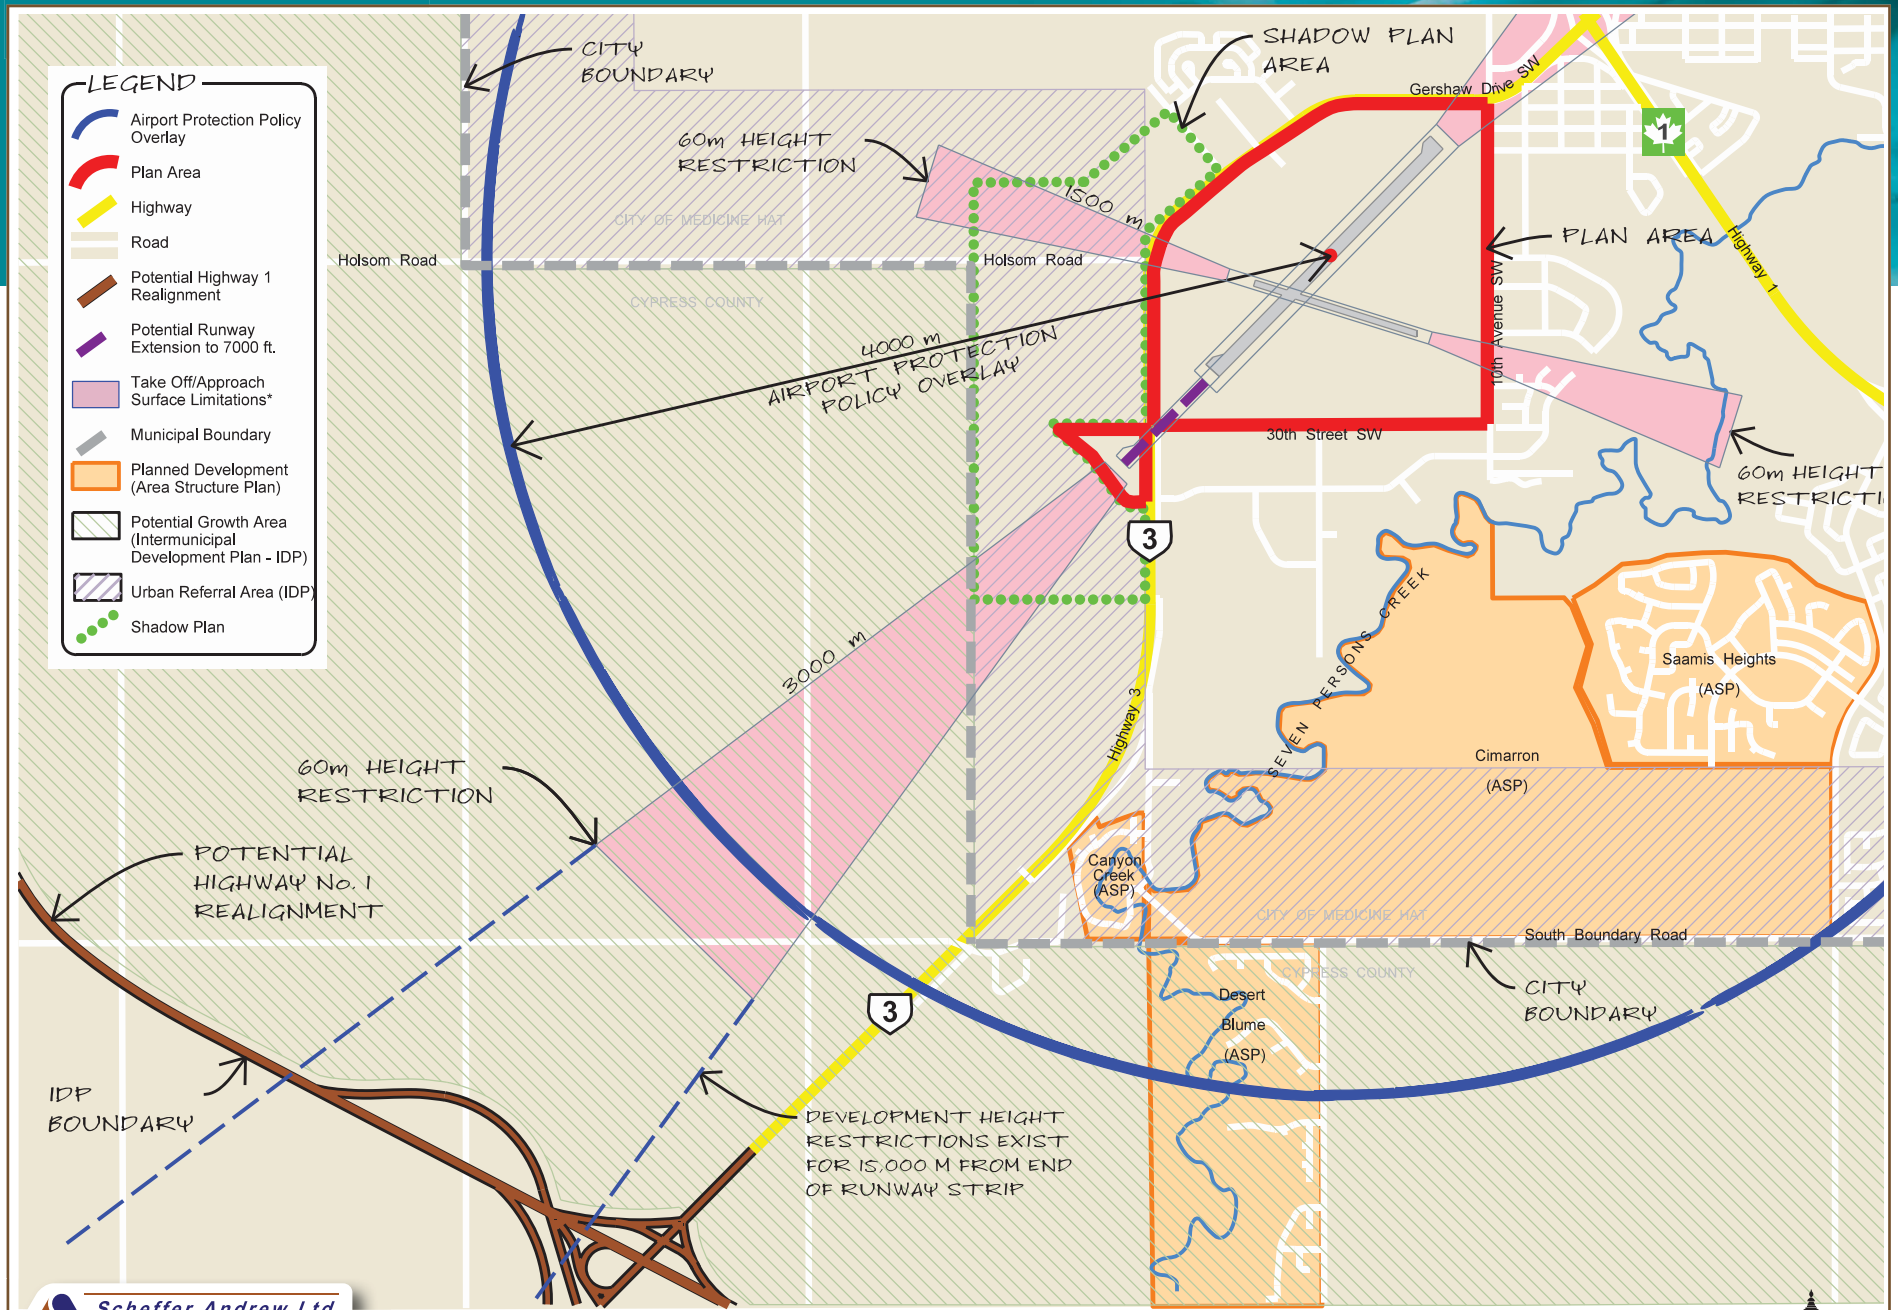 LEGEND
Airport Protection Policy
Overlay
Plan Area
Highway
Road
Potential Highway 1
Realignment
Potential Runway
Extension to 7000 ft.
Take Off/Approach
Surface Limitations*
Municipal Boundary
Planned Development
(Area Structure Plan)
Potential Growth Area
(Intermunicipal
Development Plan - IDP)
Urban Referral Area (IDP)
Shadow Plan
CITY
BOUNDARY
SHADOW PLAN
AREA
Gershaw Drive SW
1
60m HEIGHT
RESTRICTION
1500 m
CITY OF MEDICINE HAT
PLAN AREA
Highway 1
Holsom Road
Holsom Road
CYPRESS COUNTY
10th Avenue SW
4000 m
AIRPORT PROTECTION
POLICY OVERLAY
30th Street SW
60m HEIGHT
RESTRICTI
3
SEVEN PERSONS CREEK
3000 m
Saamis Heights
(ASP)
Highway 3
Cimarron
(ASP)
60m HEIGHT
RESTRICTION
POTENTIAL
HIGHWAY No. 1
REALIGNMENT
Canyon
Creek
(ASP)
CITY OF MEDICINE HAT
South Boundary Road
CYPRESS COUNTY
CITY
BOUNDARY
Desert
Blume
(ASP)
3
IDP
BOUNDARY
DEVELOPMENT HEIGHT
RESTRICTIONS EXIST
FOR 15,000 M FROM END
OF RUNWAY STRIP
Scheffer Andrew Ltd